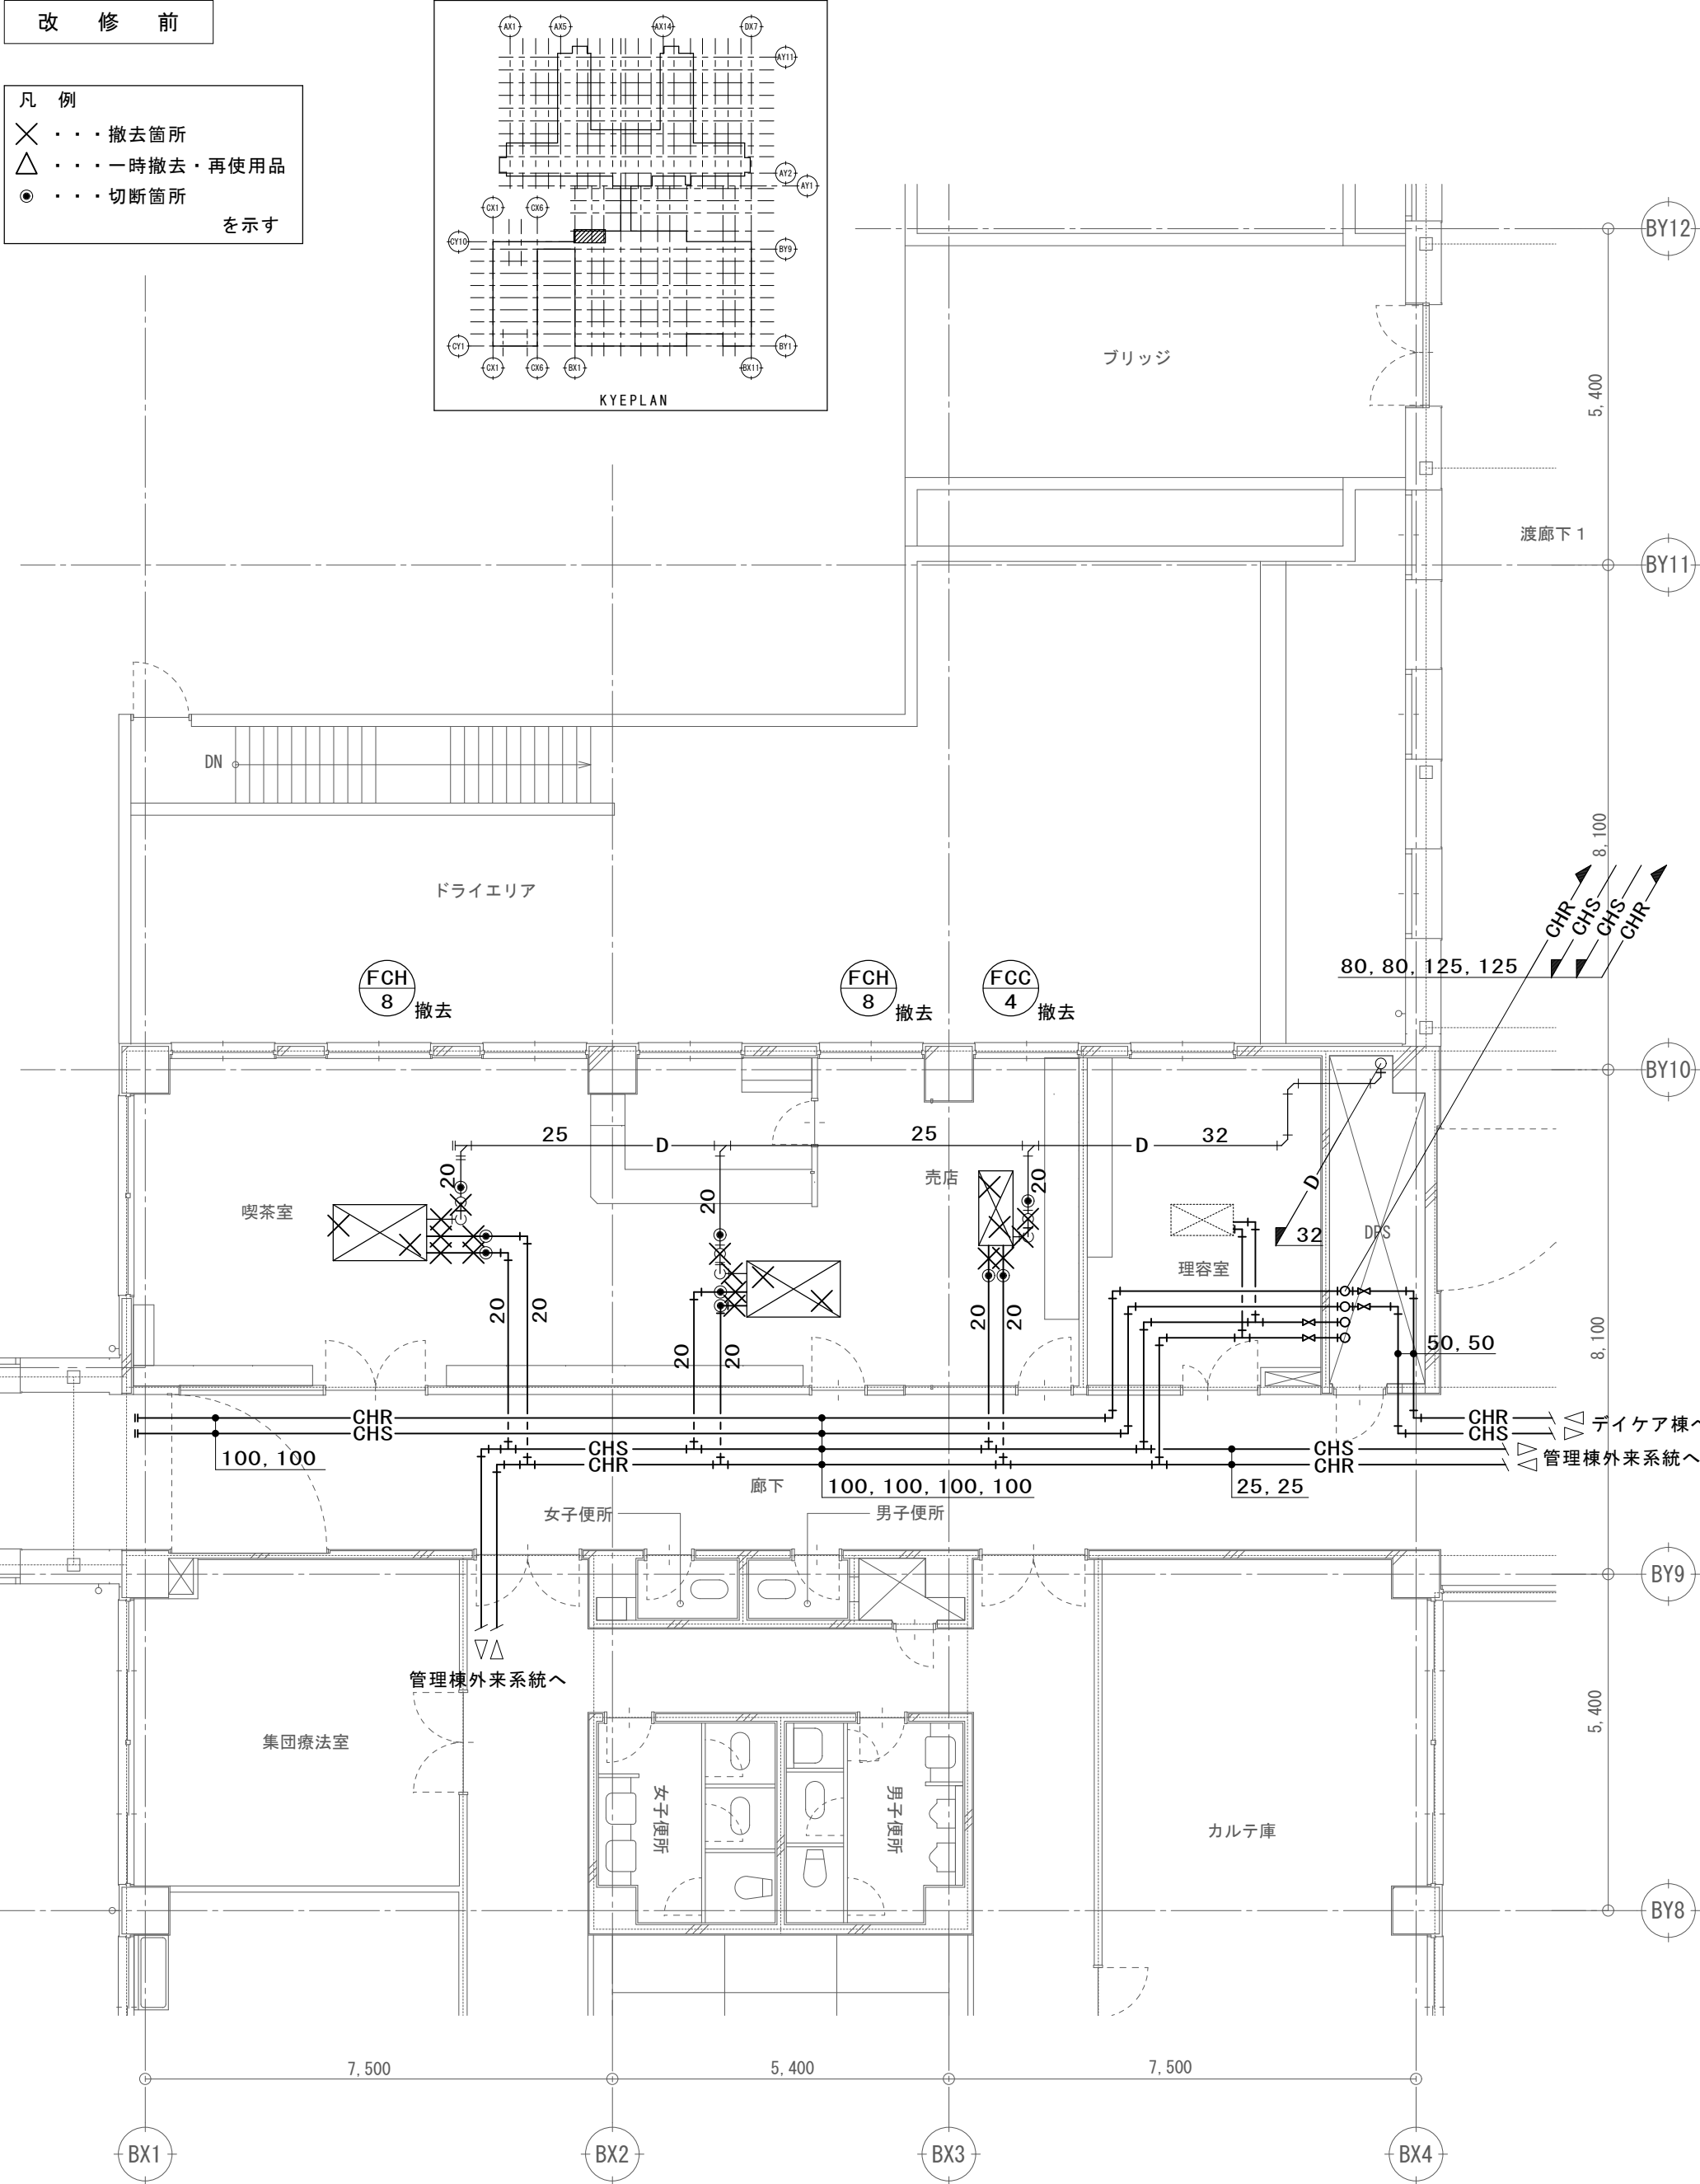 改 修 前
凡 例
・・・撤去箇所
・・・一時撤去・再使用品
・・・切断箇所
を示す
AX1 AX5 AX14 DX7
AY11
AY2
AY1
CX1 CX6
CY10
BY9
CY1
BY1
CX1 CX6 BX1 BX11
KYEPLAN
BY12
ブリッジ
5,400
渡廊下1
BY11
DN
8,100
ドライエリア
CHR
CHS
CHS
CHR
80, 80, 125, 125
FCH
8
撤去
FCH
8
撤去
FCC
4
撤去
BY10
25
D
25
D
32
20
20
20
売店
喫茶室
D
32
DPS
理容室
20
20
20
20
20
20
50, 50
8,100
CHR
CHS
100, 100
CHS
CHR
100, 100, 100, 100
CHR
CHS
デイケア棟へ
CHS
CHR
管理棟外来系統へ
25, 25
廊下
女子便所
男子便所
BY9
管理棟外来系統へ
集団療法室
女子便所
男子便所
カルテ庫
5,400
BY8
7,500
5,400
7,500
BX1
BX2
BX3
BX4